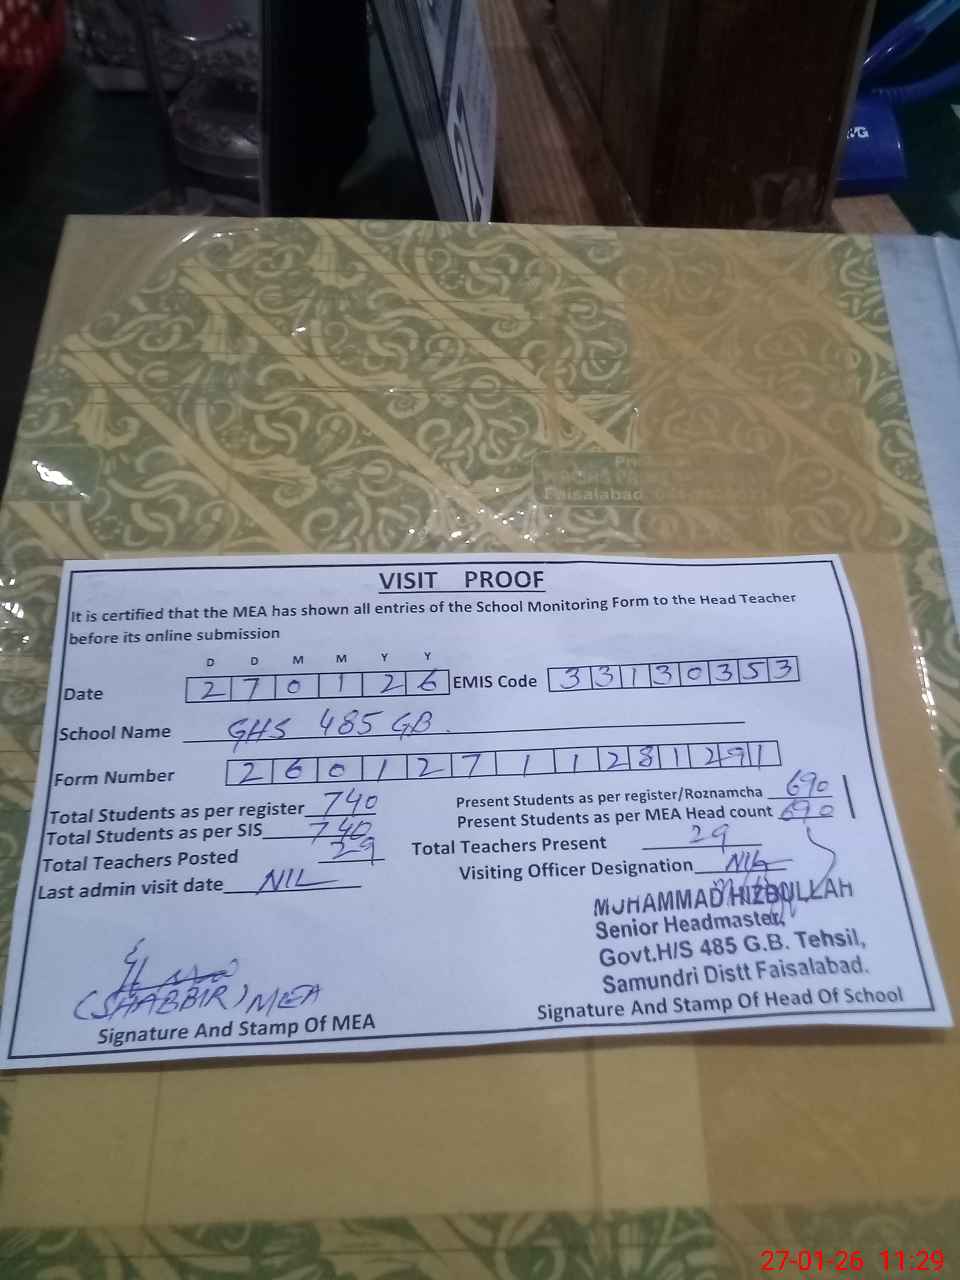 VISIT PROOF
It is certified that the MEA has shown all entries of the School Monitoring Form to the Head Teacher
before its online submission
D D M M Y Y
Date 2 7 0 1 2 6 EMIS Code 3 3 1 3 0 3 5 3
School Name GHS 485 GB.
Form Number 2 6 0 1 2 7 1 1 2 8 1 2 9 1
Total Students as per register 740 Present Students as per register/Roznamcha 690
Total Students as per SIS 740 Present Students as per MEA Head count 690
Total Teachers Posted 29 Total Teachers Present 29
Last admin visit date NIL Visiting Officer Designation NIL
MUHAMMAD HIZBULLAH
Senior Headmaster,
Govt.H/S 485 G.B. Tehsil,
Samundri Distt Faisalabad.
(SHABBIR) MEA
Signature And Stamp Of MEA Signature And Stamp Of Head Of School
Faisalabad
27-01-26 11:29